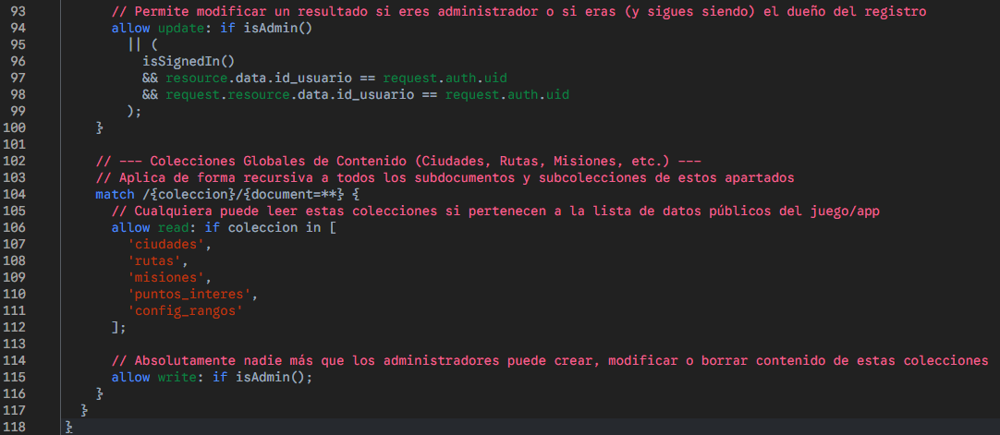 93 // Permite modificar un resultado si eres administrador o si eras (y sigues siendo) el dueño del registro
94 allow update: if isAdmin()
95 || (
96 isSignedIn()
97 && resource.data.id_usuario == request.auth.uid
98 && request.resource.data.id_usuario == request.auth.uid
99 );
100 }
101
102 // --- Colecciones Globales de Contenido (Ciudades, Rutas, Misiones, etc.) ---
103 // Aplica de forma recursiva a todos los subdocumentos y subcolecciones de estos apartados
104 match /{coleccion}/{document=**} {
105 // Cualquiera puede leer estas colecciones si pertenecen a la lista de datos públicos del juego/app
106 allow read: if coleccion in [
107 'ciudades',
108 'rutas',
109 'misiones',
110 'puntos_interes',
111 'config_rangos'
112 ];
113
114 // Absolutamente nadie más que los administradores puede crear, modificar o borrar contenido de estas colecciones
115 allow write: if isAdmin();
116 }
117 }
118 }